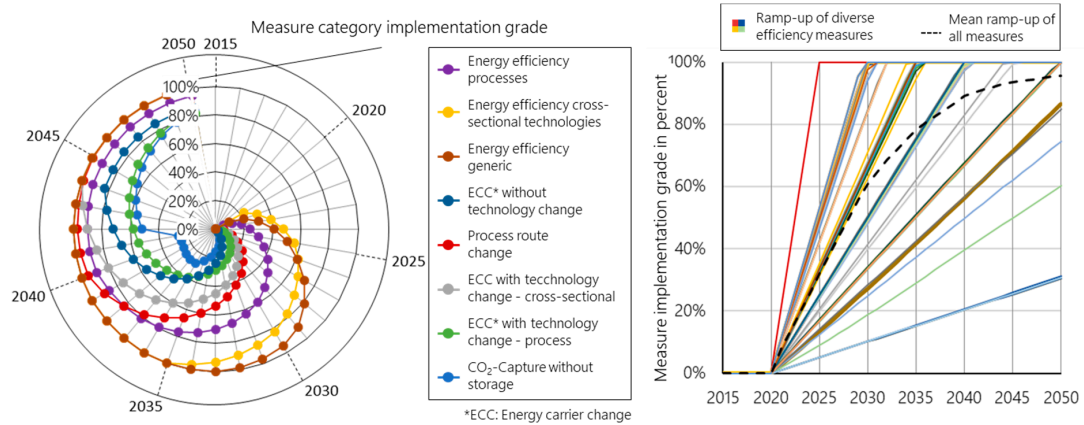 Measure category implementation grade
2050 2015
2020
2025
2030
2035
2040
2045
100%
80%
60%
40%
20%
0%
Energy efficiency
processes
Energy efficiency cross-
sectional technologies
Energy efficiency
generic
ECC* without
technology change
Process route
change
ECC with tecchnology
change - cross-sectional
ECC* with technology
change - process
CO₂-Capture without
storage
*ECC: Energy carrier change
Ramp-up of diverse
efficiency measures
Mean ramp-up of
all measures
Measure implementation grade in percent
100%
80%
60%
40%
20%
0%
2015 2020 2025 2030 2035 2040 2045 2050